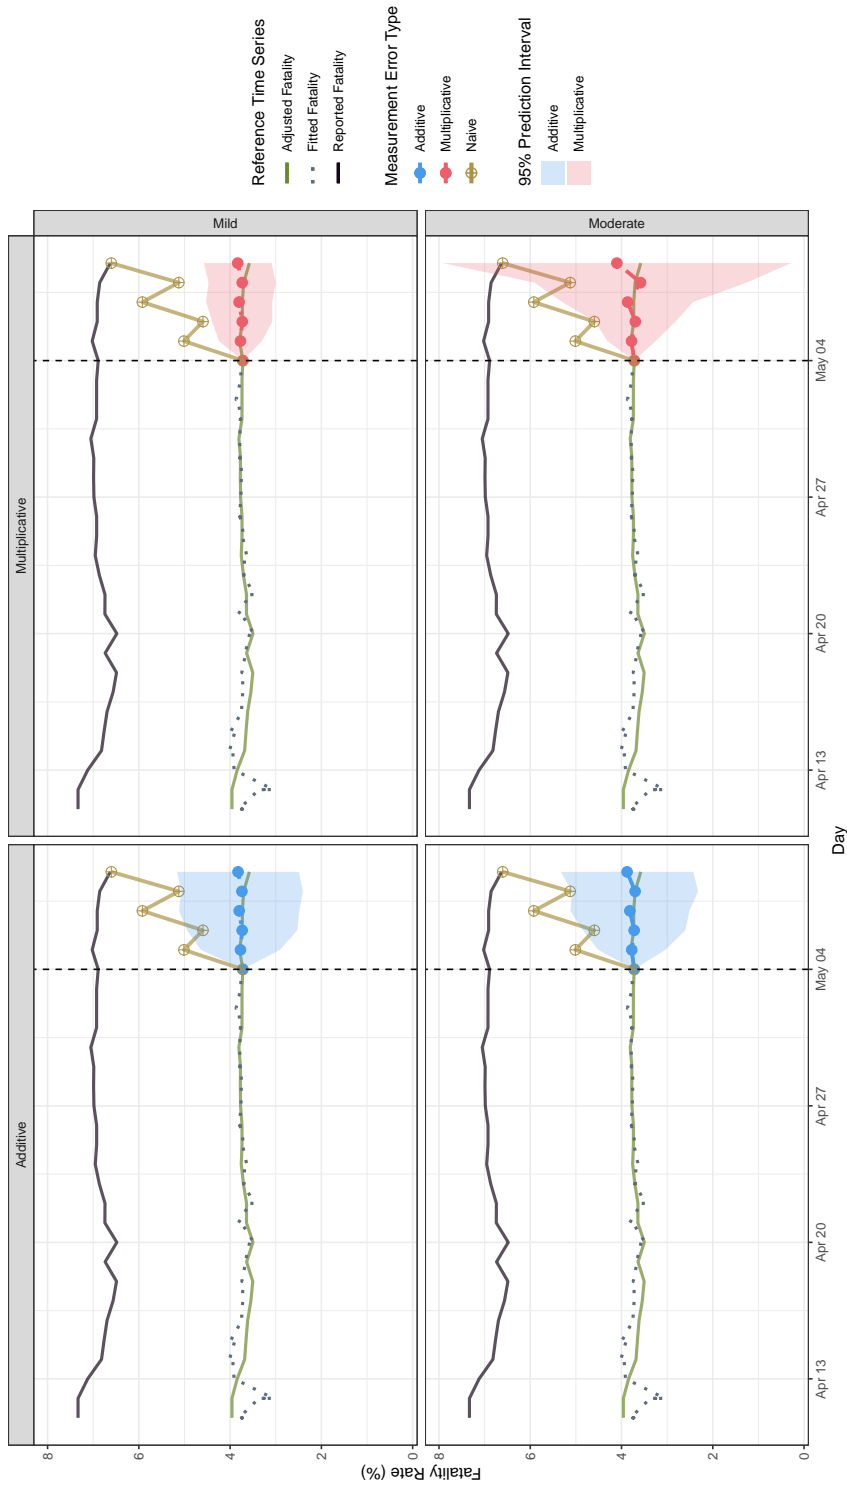 Additive
Multiplicative
Mild
Moderate
0
2
4
6
8
0
2
4
6
8
Fatality Rate (%)
Apr 13
Apr 20
Apr 27
May 04
Apr 13
Apr 20
Apr 27
May 04
Day
Reference Time Series
Adjusted Fatality
Fitted Fatality
Reported Fatality
Measurement Error Type
Additive
Multiplicative
Naive
95% Prediction Interval
Additive
Multiplicative